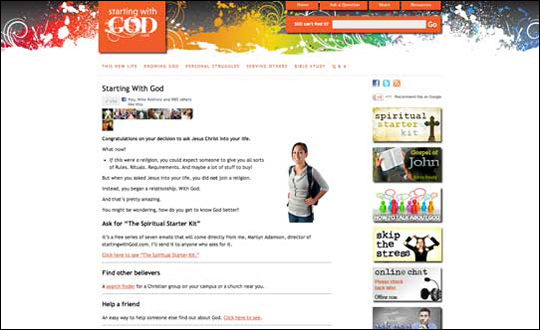 starting with
GOD
.com
Home
Ask a Question
Share
Resources
Still can't find it?
Go
THIS NEW LIFE
KNOWING GOD
PERSONAL STRUGGLES
SERVING OTHERS
BIBLE STUDY
Q & A
Starting With God
like this.
Recommend this on Google
Congratulations on your decision to ask Jesus Christ into your life.
What now?
• If this were a religion, you could expect someone to give you all sorts
of Rules. Rituals. Requirements. And maybe a lot of stuff to buy!
But when you asked Jesus into your life, you did not join a religion.
Instead, you began a relationship. With God.
And that's pretty amazing.
You might be wondering, how do you get to know God better?
Ask for "The Spiritual Starter Kit"
It's a free series of seven emails that will come directly from me, Marilyn Adamson, director of
startingwithGod.com. I'll send it to anyone who asks for it.
Click here to see "The Spiritual Starter Kit."
Find other believers
A search finder for a Christian group on your campus or a church near you.
Help a friend
An easy way to help someone else find out about God. Click here to see.
spiritual
starter
kit
Gospel of
John
HOW TO TALK ABOUT GOD
skip
the
stress
online chat
Please check
back later!
Offline now.